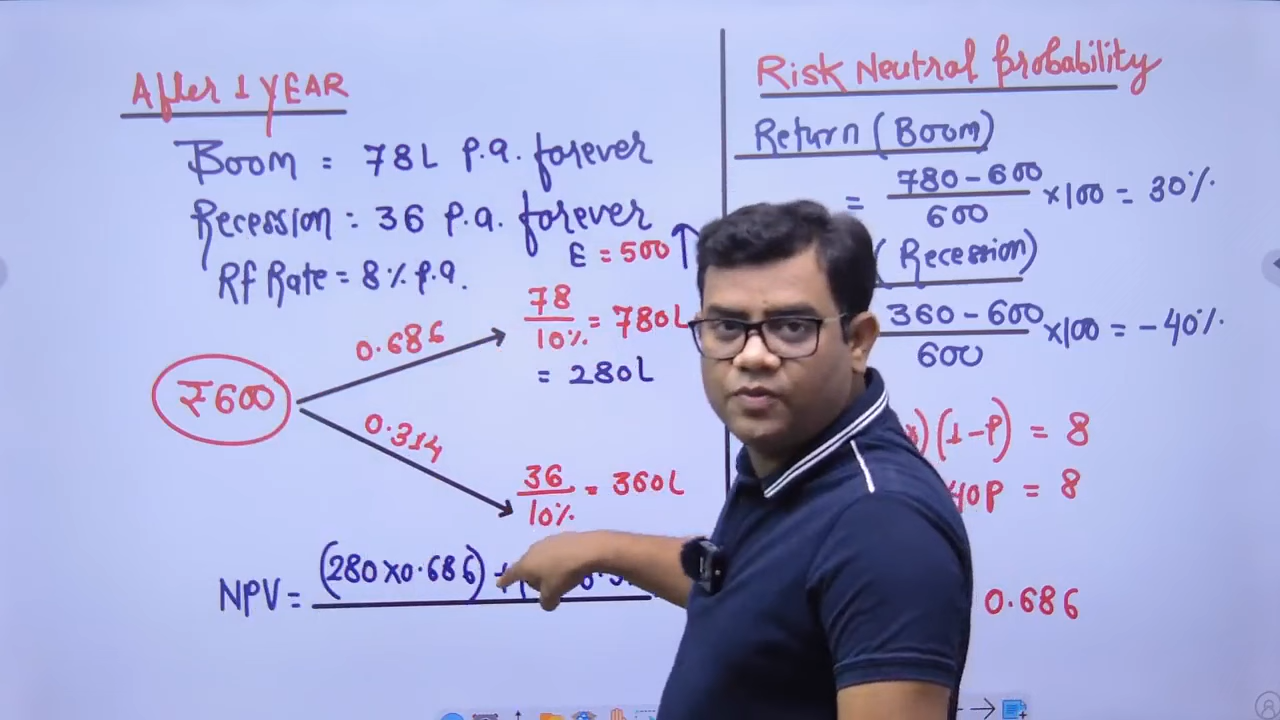 After 1 YEAR
Boom = 78L p.a. forever
Recession = 36 p.a. forever
Rf Rate = 8% p.a.
E = 500 ↑
₹600
0.686
78
10% = 780L
= 280L
0.314
36
10% = 360L
NPV = (280×0.686) +
Risk Neutral Probability
Return (Boom)
= 780-600
600 ×100 = 30%
(Recession)
360-600
600 ×100 = -40%
)(1-P) = 8
40P = 8
0.686